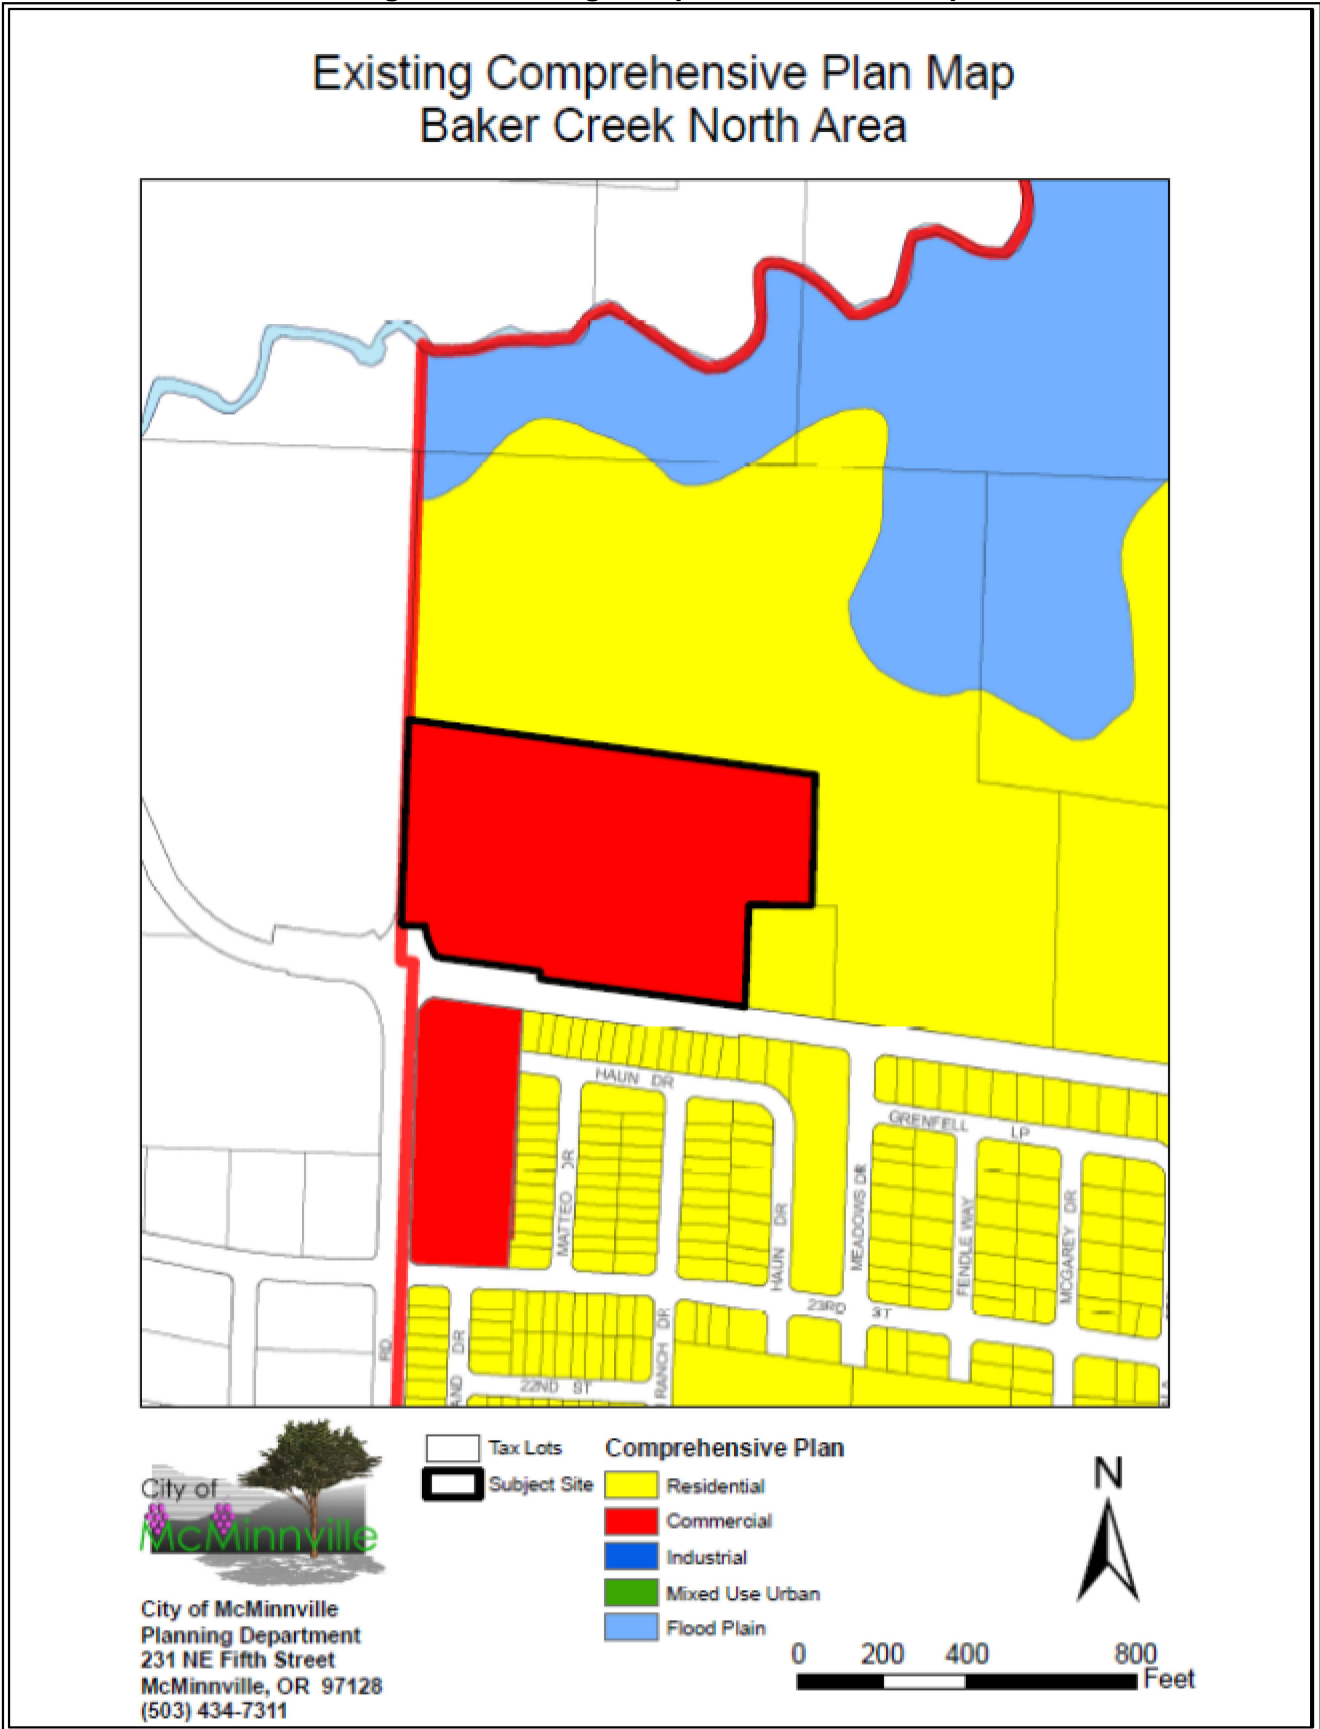 Existing Comprehensive Plan Map
Baker Creek North Area
HAUN DR
GRENFELL LP
MATTEO DR
HAUN DR
MEADOWS DR
FENDLE WAY
MCGAREY DR
23RD ST
RD
DR
RANCH DR
22ND ST
AND
City of
McMinnville
City of McMinnville
Planning Department
231 NE Fifth Street
McMinnville, OR 97128
(503) 434-7311
Tax Lots
Subject Site
Comprehensive Plan
Residential
Commercial
Industrial
Mixed Use Urban
Flood Plain
N
0 200 400 800
Feet